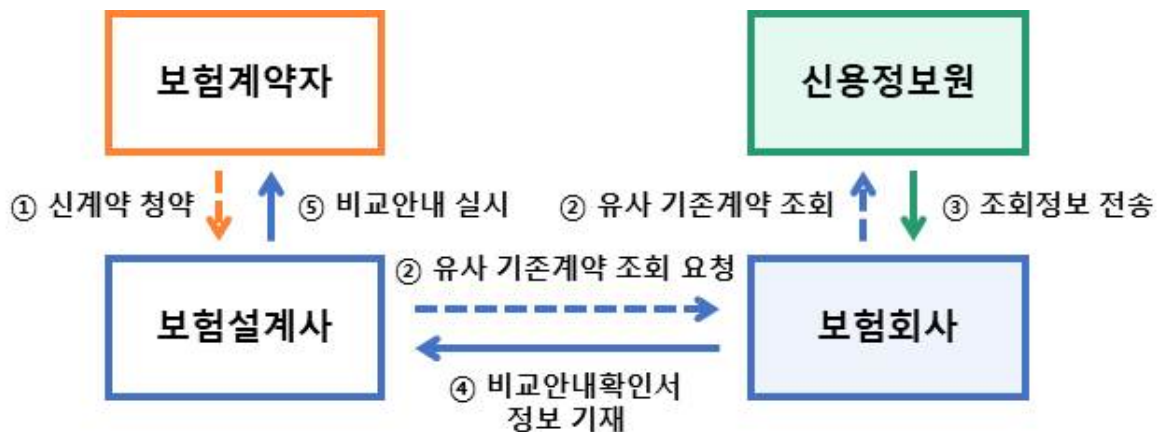 보험계약자
신용정보원
① 신계약 청약
⑤ 비교안내 실시
② 유사 기존계약 조회
③ 조회정보 전송
② 유사 기존계약 조회 요청
보험설계사
보험회사
④ 비교안내확인서
정보 기재